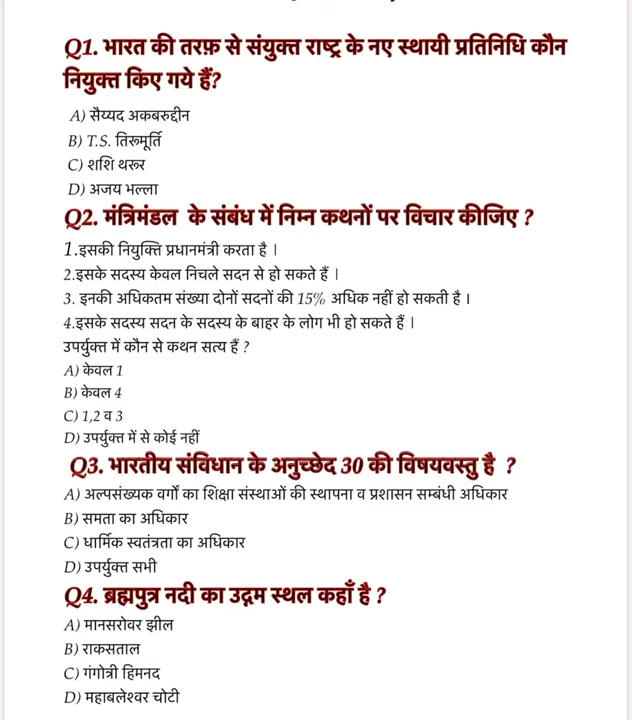 Q1. भारत की तरफ़ से संयुक्त राष्ट्र के नए स्थायी प्रतिनिधि कौन
नियुक्त किए गये हैं?
A) सैय्यद अकबरुद्दीन
B) T.S. तिरूमूर्ति
C) शशि थरूर
D) अजय भल्ला
Q2. मंत्रिमंडल के संबंध में निम्न कथनों पर विचार कीजिए ?
1.इसकी नियुक्ति प्रधानमंत्री करता है ।
2.इसके सदस्य केवल निचले सदन से हो सकते हैं ।
3. इनकी अधिकतम संख्या दोनों सदनों की 15% अधिक नहीं हो सकती है ।
4.इसके सदस्य सदन के सदस्य के बाहर के लोग भी हो सकते हैं ।
उपर्युक्त में कौन से कथन सत्य हैं ?
A) केवल 1
B) केवल 4
C) 1,2 व 3
D) उपर्युक्त में से कोई नहीं
Q3. भारतीय संविधान के अनुच्छेद 30 की विषयवस्तु है ?
A) अल्पसंख्यक वर्गों का शिक्षा संस्थाओं की स्थापना व प्रशासन सम्बंधी अधिकार
B) समता का अधिकार
C) धार्मिक स्वतंत्रता का अधिकार
D) उपर्युक्त सभी
Q4. ब्रह्मपुत्र नदी का उद्गम स्थल कहाँ है ?
A) मानसरोवर झील
B) राकसताल
C) गंगोत्री हिमनद
D) महाबलेश्वर चोटी